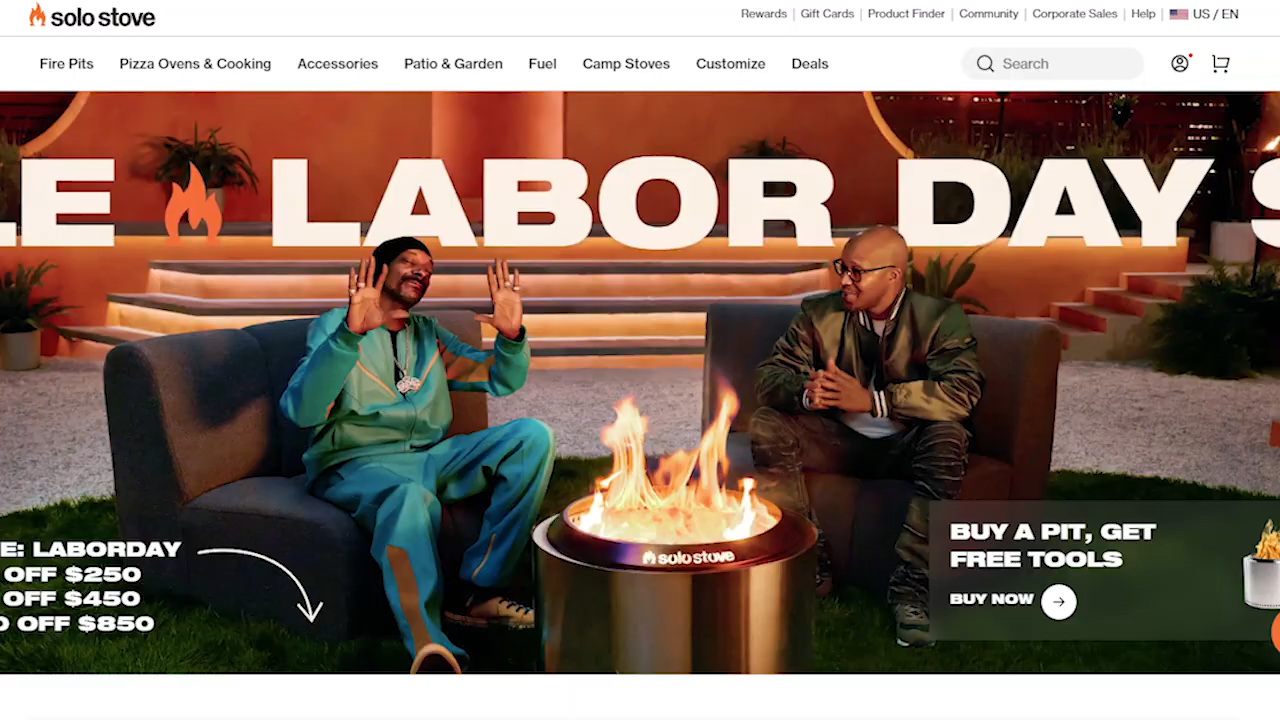 solo stove
Rewards | Gift Cards | Product Finder | Community | Corporate Sales | Help | US / EN
Fire Pits Pizza Ovens & Cooking Accessories Patio & Garden Fuel Camp Stoves Customize Deals Search
LABOR DAY
E: LABORDAY
OFF $250
OFF $450
OFF $850
solo stove
BUY A PIT, GET
FREE TOOLS
BUY NOW